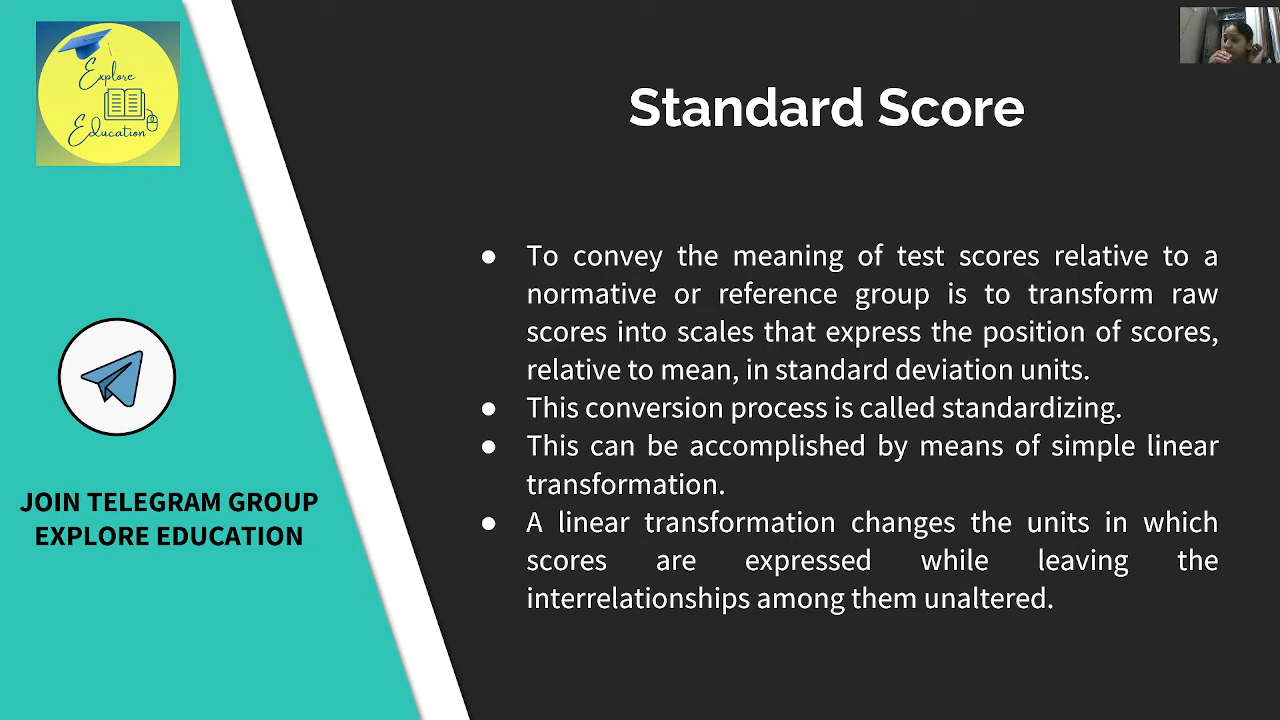 Explore
Education
JOIN TELEGRAM GROUP
EXPLORE EDUCATION
Standard Score
● To convey the meaning of test scores relative to a
normative or reference group is to transform raw
scores into scales that express the position of scores,
relative to mean, in standard deviation units.
● This conversion process is called standardizing.
● This can be accomplished by means of simple linear
transformation.
● A linear transformation changes the units in which
scores are expressed while leaving the
interrelationships among them unaltered.